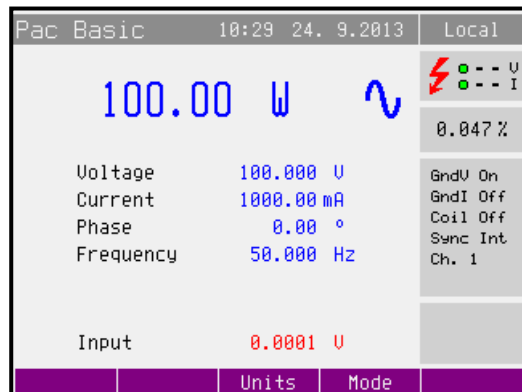 Pac Basic 10:29 24. 9.2013 Local
100.00 W
-- V
-- I
0.047 %
Voltage 100.000 V
Current 1000.00 mA
Phase 0.00 °
Frequency 50.000 Hz
GndV On
GndI Off
Coil Off
Sync Int
Ch. 1
Input 0.0001 V
Units Mode